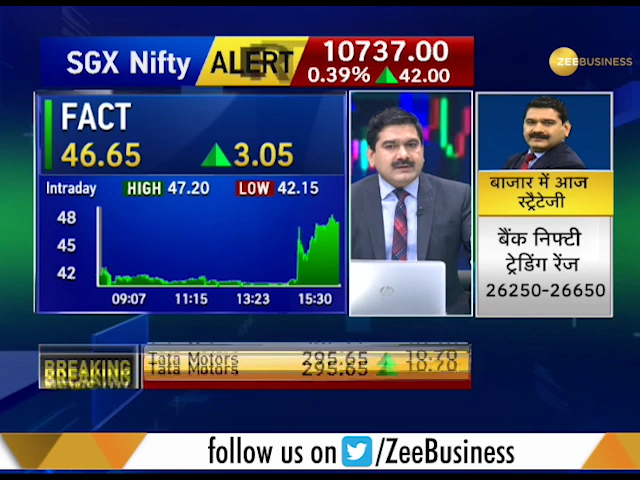 SGX Nifty
ALERT
10737.00
0.39% ▲ 42.00
ZEEBUSINESS
FACT
46.65 ▲ 3.05
Intraday HIGH 47.20 LOW 42.15
48
45
42
09:07 11:15 13:23 15:30
बाजार में आज
स्ट्रैटेजी
बैंक निफ्टी
ट्रेडिंग रेंज
26250-26650
hp
BREAKING
Tata Motors 295.65 ▲
follow us on /ZeeBusiness